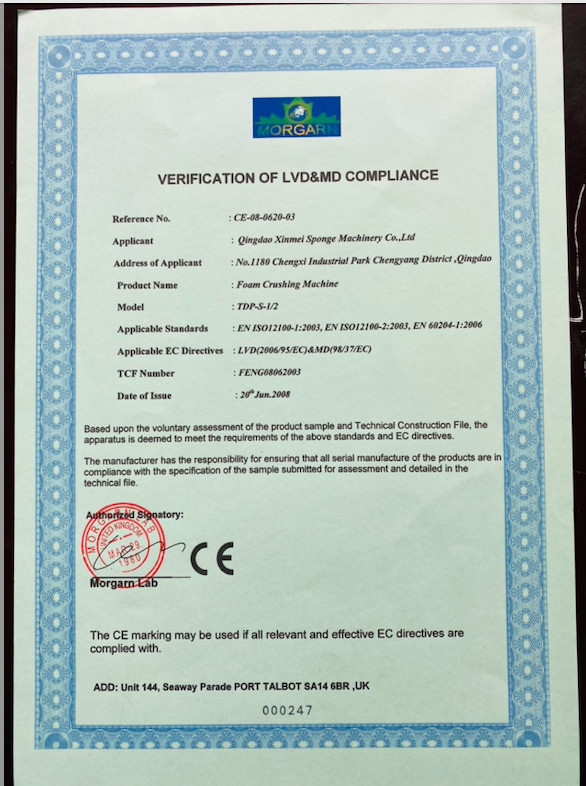 MORGARN
VERIFICATION OF LVD&MD COMPLIANCE
Reference No. : CE-08-0620-03
Applicant : Qingdao Xinmei Sponge Machinery Co.,Ltd
Address of Applicant : No.1180 Chengxi Industrial Park Chengyang District ,Qingdao
Product Name : Foam Crushing Machine
Model : TDP-S-1/2
Applicable Standards : EN ISO12100-1:2003, EN ISO12100-2:2003, EN 60204-1:2006
Applicable EC Directives : LVD(2006/95/EC)&MD(98/37/EC)
TCF Number : FENG08062003
Date of Issue : 20th Jun.2008
Based upon the voluntary assessment of the product sample and Technical Construction File, the
apparatus is deemed to meet the requirements of the above standards and EC directives.
The manufacturer has the responsibility for ensuring that all serial manufacture of the products are in
compliance with the specification of the sample submitted for assessment and detailed in the
technical file.
Authorized Signatory:
MORGARN LAB
UNITED KINGDOM
MAR 29
1980
CE
Morgarn Lab
The CE marking may be used if all relevant and effective EC directives are
complied with.
ADD: Unit 144, Seaway Parade PORT TALBOT SA14 6BR ,UK
000247